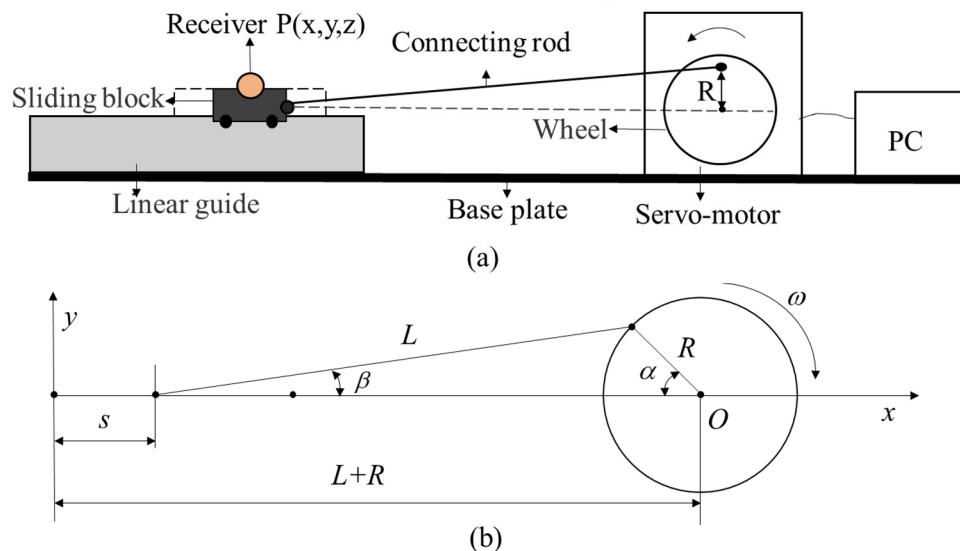 Receiver P(x,y,z)
Connecting rod
Sliding block
R
Wheel
PC
Linear guide
Base plate
Servo-motor
(a)
y
L
ω
R
β
α
s
O
x
L+R
(b)